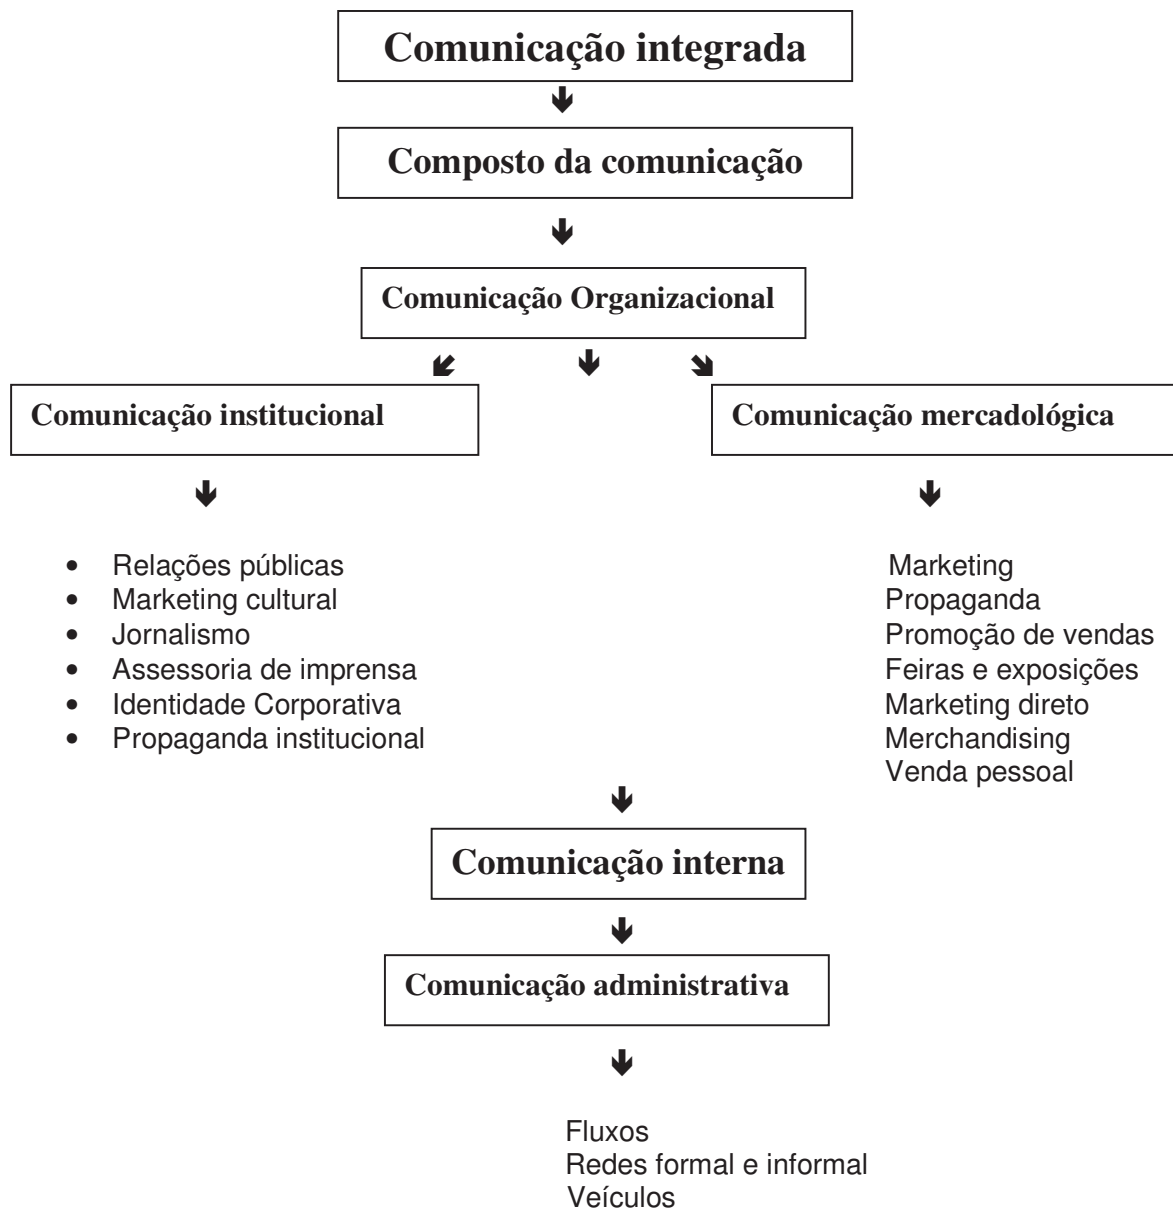 Comunicação integrada
Composto da comunicação
Comunicação Organizacional
Comunicação institucional
Comunicação mercadológica
• Relações públicas
• Marketing cultural
• Jornalismo
• Assessoria de imprensa
• Identidade Corporativa
• Propaganda institucional
Marketing
Propaganda
Promoção de vendas
Feiras e exposições
Marketing direto
Merchandising
Venda pessoal
Comunicação interna
Comunicação administrativa
Fluxos
Redes formal e informal
Veículos